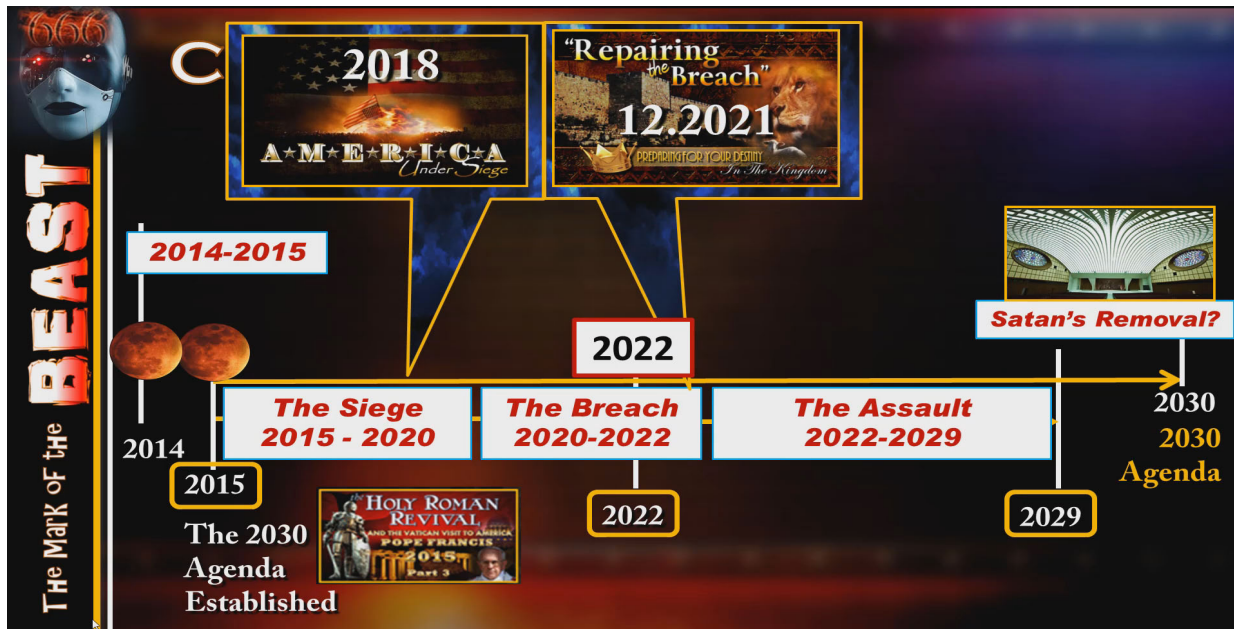 666
The Mark of the BEAST
C
2018
A★M★E★R★I★C★A
Under Siege
"Repairing
the Breach"
12.2021
PREPARING FOR YOUR DESTINY
In The Kingdom
2014-2015
Satan's Removal?
2022
The Siege
2015 - 2020
The Breach
2020-2022
The Assault
2022-2029
2014
2015
2022
2029
2030
2030
Agenda
The 2030
Agenda
Established
the HOLY ROMAN
REVIVAL
AND THE VATICAN VISIT TO AMERICA
POPE FRANCIS
2015
Part 3